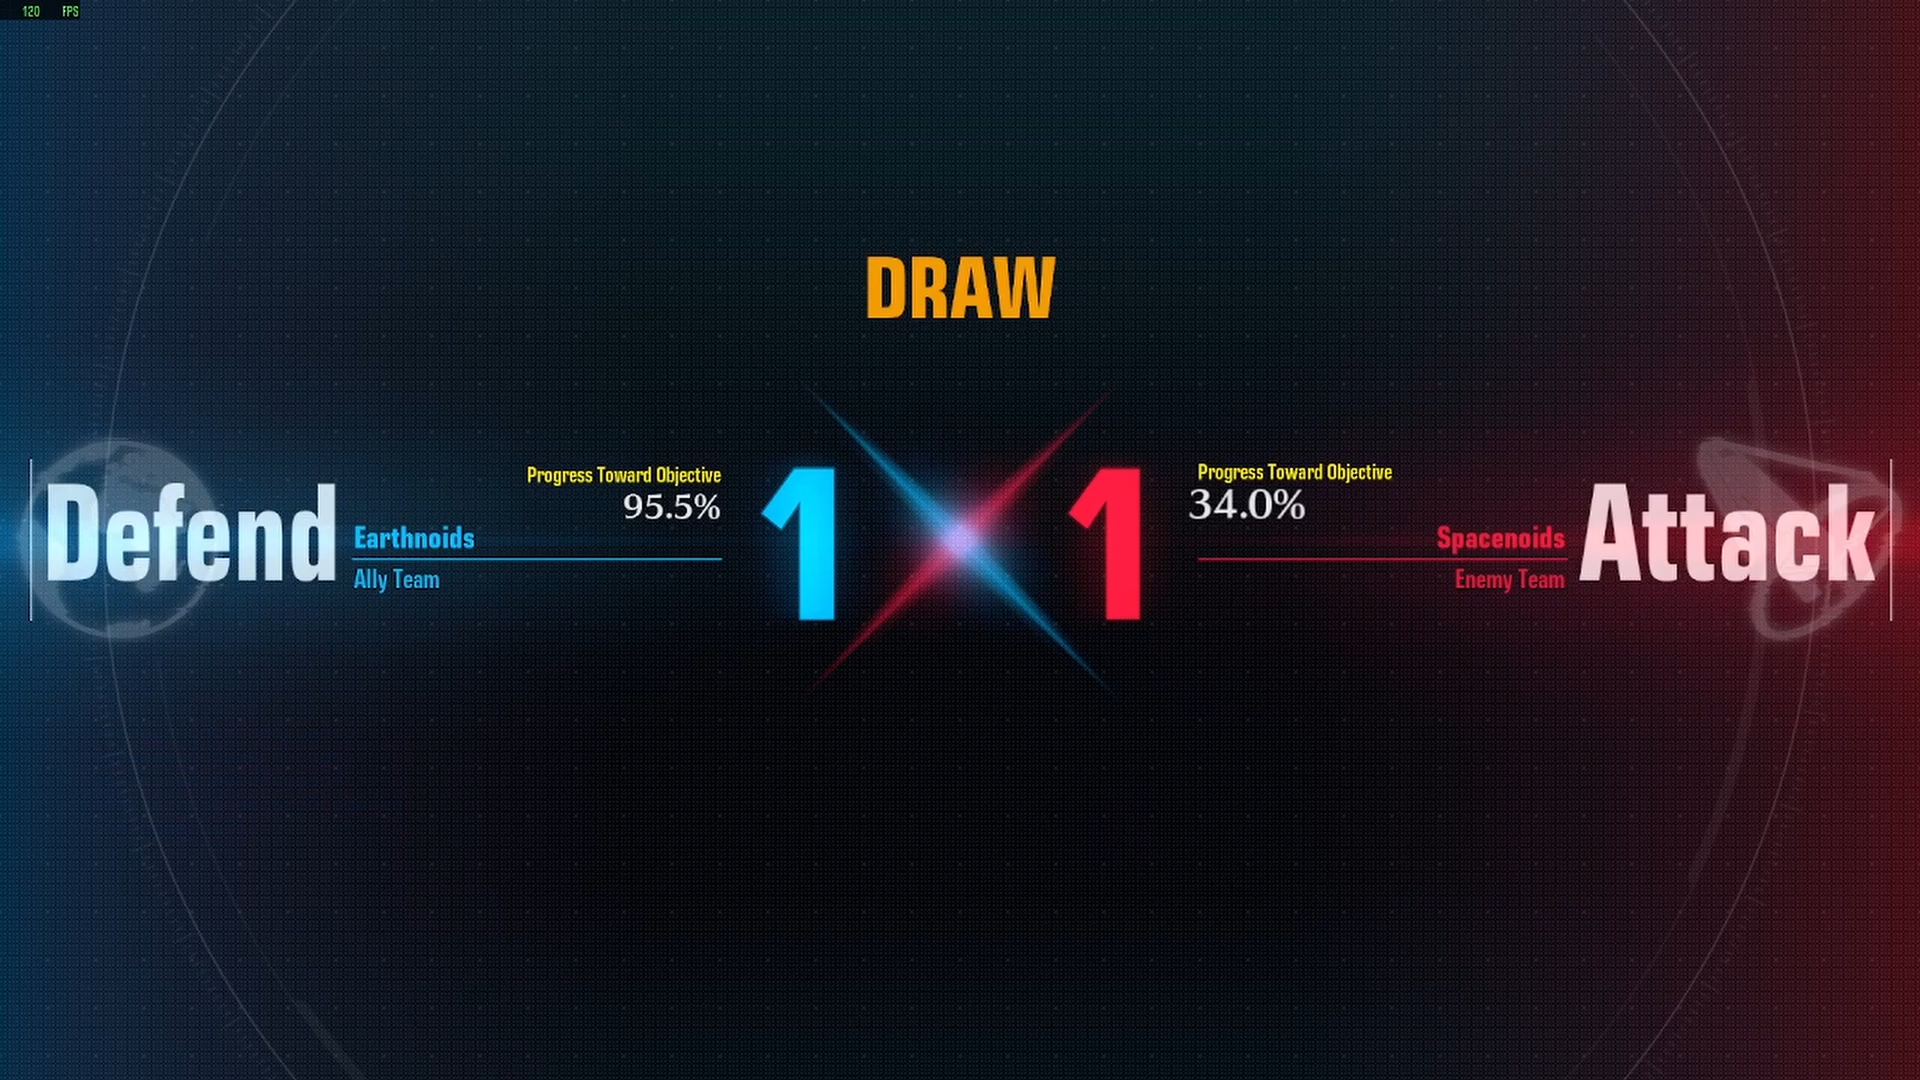 120 FPS
DRAW
Progress Toward Objective
95.5%
1
1
Progress Toward Objective
34.0%
Defend
Earthnoids
Ally Team
Spacenoids
Enemy Team
Attack